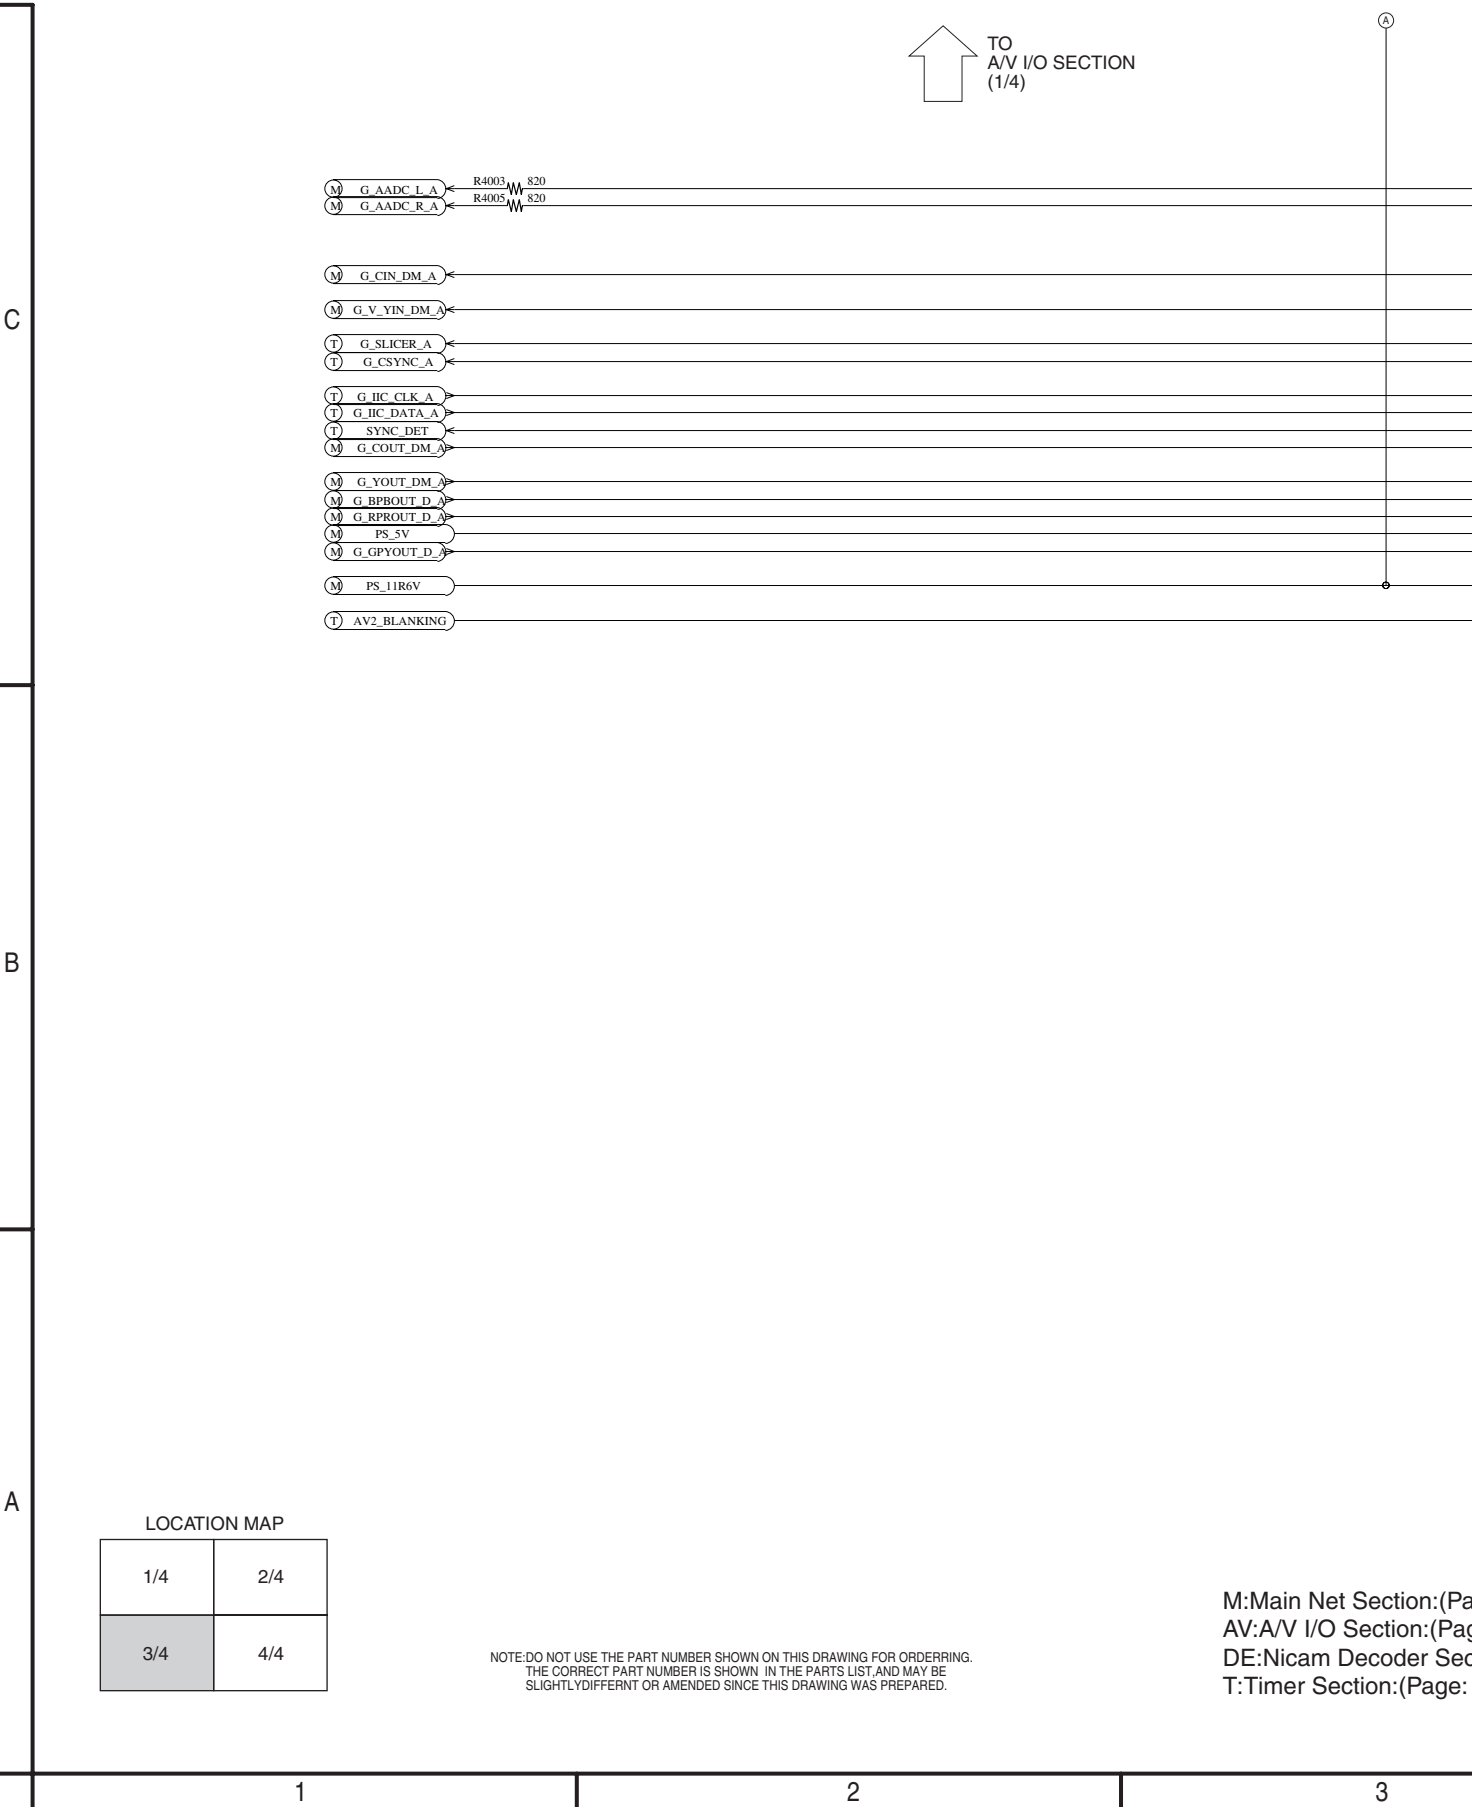 A
TO
A/V I/O SECTION
(1/4)
M G_AADC_L_A R4003 820
M G_AADC_R_A R4005 820
M G_CIN_DM_A
C
M G_V_YIN_DM_A
T G_SLICER_A
T G_CSYNC_A
T G_IIC_CLK_A
T G_IIC_DATA_A
T SYNC_DET
M G_COUT_DM_A
M G_YOUT_DM_A
M G_BPBOUT_D_A
M G_RPROUT_D_A
M PS_5V
M G_GPYOUT_D_A
M PS_11R6V
T AV2_BLANKING
B
A
LOCATION MAP
1/4 2/4
3/4 4/4
NOTE:DO NOT USE THE PART NUMBER SHOWN ON THIS DRAWING FOR ORDERRING.
THE CORRECT PART NUMBER IS SHOWN IN THE PARTS LIST,AND MAY BE
SLIGHTLYDIFFERNT OR AMENDED SINCE THIS DRAWING WAS PREPARED.
M:Main Net Section:(Pa
AV:A/V I/O Section:(Pag
DE:Nicam Decoder Sec
T:Timer Section:(Page:
1 2 3